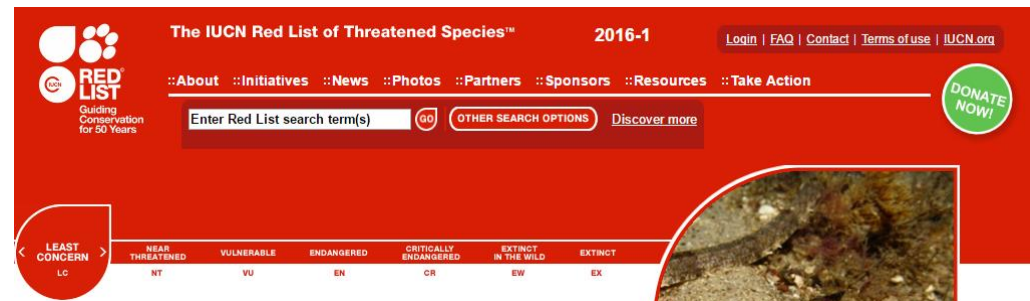 The IUCN Red List of Threatened Species™
2016-1
Login | FAQ | Contact | Terms of use | IUCN.org
IUCN
RED
LIST
Guiding
Conservation
for 50 Years
::About ::Initiatives ::News ::Photos ::Partners ::Sponsors ::Resources ::Take Action
DONATE
NOW!
Enter Red List search term(s)
GO
OTHER SEARCH OPTIONS
Discover more
< LEAST CONCERN >
NEAR THREATENED
VULNERABLE
ENDANGERED
CRITICALLY ENDANGERED
EXTINCT IN THE WILD
EXTINCT
LC NT VU EN CR EW EX